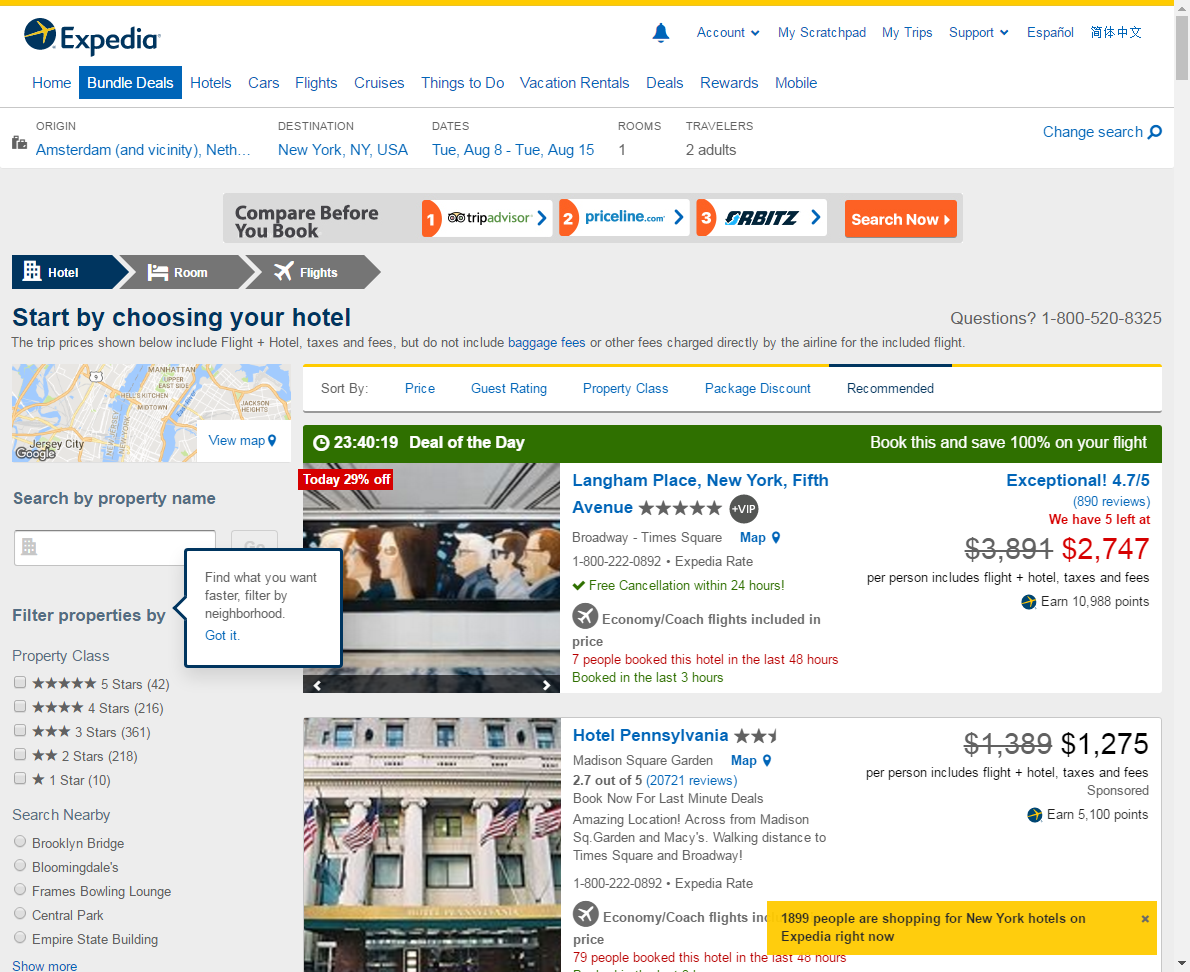 Expedia
Account
My Scratchpad
My Trips
Support
Español
简体中文
Home
Bundle Deals
Hotels
Cars
Flights
Cruises
Things to Do
Vacation Rentals
Deals
Rewards
Mobile
ORIGIN
Amsterdam (and vicinity), Neth…
DESTINATION
New York, NY, USA
DATES
Tue, Aug 8 - Tue, Aug 15
ROOMS
1
TRAVELERS
2 adults
Change search
Compare Before
You Book
1 tripadvisor
2 priceline.com
3 ORBITZ
Search Now
Hotel
Room
Flights
Start by choosing your hotel
Questions? 1-800-520-8325
The trip prices shown below include Flight + Hotel, taxes and fees, but do not include baggage fees or other fees charged directly by the airline for the included flight.
MANHATTAN
UPPER
EAST SIDE
HELL'S KITCHEN
MIDTOWN
JACKSON
HEIGHTS
East River
NEW JERSEY
NEW YORK
9
Jersey City
Google
View map
Sort By:
Price
Guest Rating
Property Class
Package Discount
Recommended
23:40:19 Deal of the Day
Book this and save 100% on your flight
Today 29% off
Langham Place, New York, Fifth
Avenue
+VIP
Broadway - Times Square
Map
1-800-222-0892 • Expedia Rate
Free Cancellation within 24 hours!
Economy/Coach flights included in
price
7 people booked this hotel in the last 48 hours
Booked in the last 3 hours
Exceptional! 4.7/5
(890 reviews)
We have 5 left at
$3,891 $2,747
per person includes flight + hotel, taxes and fees
Earn 10,988 points
Search by property name
Go
Find what you want
faster, filter by
neighborhood.
Got it.
Filter properties by
Property Class
5 Stars (42)
4 Stars (216)
3 Stars (361)
2 Stars (218)
1 Star (10)
Search Nearby
Brooklyn Bridge
Bloomingdale's
Frames Bowling Lounge
Central Park
Empire State Building
Show more
HOTEL PENNSYLVANIA
Hotel Pennsylvania
Madison Square Garden
Map
2.7 out of 5 (20721 reviews)
Book Now For Last Minute Deals
Amazing Location! Across from Madison
Sq.Garden and Macy's. Walking distance to
Times Square and Broadway!
1-800-222-0892 • Expedia Rate
Economy/Coach flights
price
79 people booked this hotel in the last 48 hours
$1,389 $1,275
per person includes flight + hotel, taxes and fees
Sponsored
Earn 5,100 points
1899 people are shopping for New York hotels on
Expedia right now